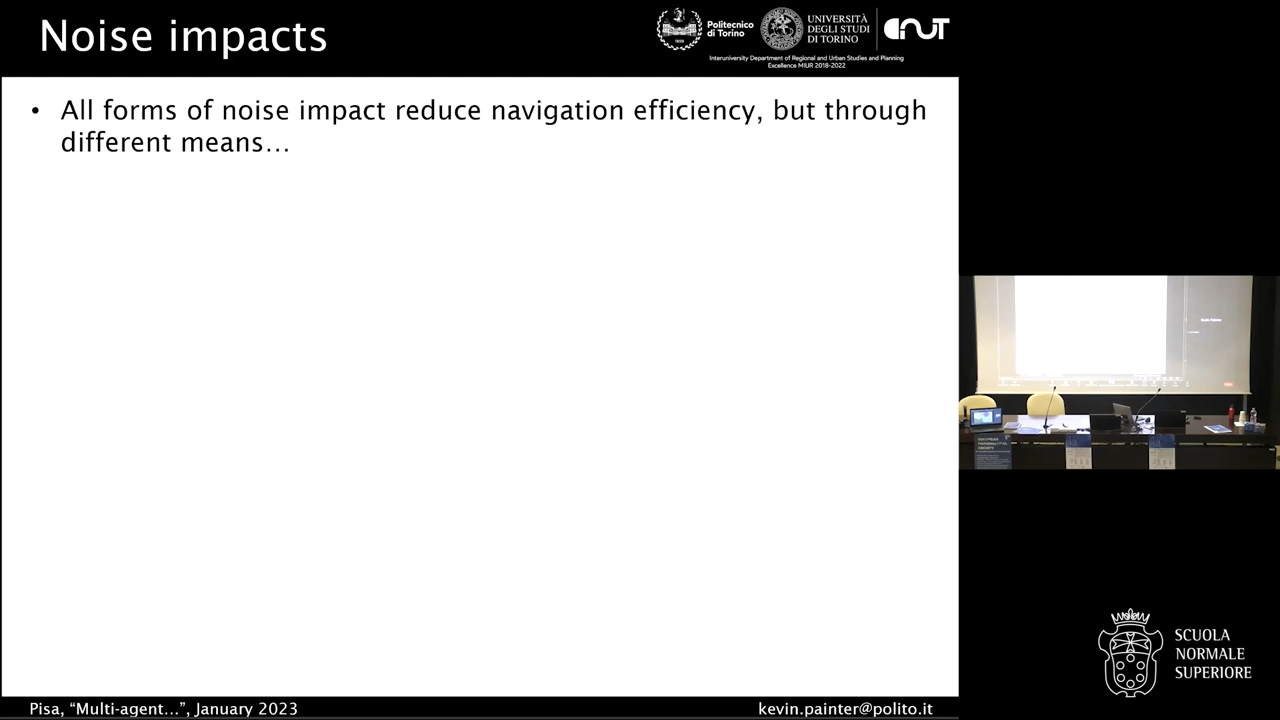 Noise impacts
Politecnico
di Torino
UNIVERSITÀ
DEGLI STUDI
DI TORINO
Interuniversity Department of Regional and Urban Studies and Planning
Excellence MIUR 2018-2022
• All forms of noise impact reduce navigation efficiency, but through
different means…
SCUOLA
NORMALE
SUPERIORE
Pisa, “Multi-agent…”, January 2023
kevin.painter@polito.it